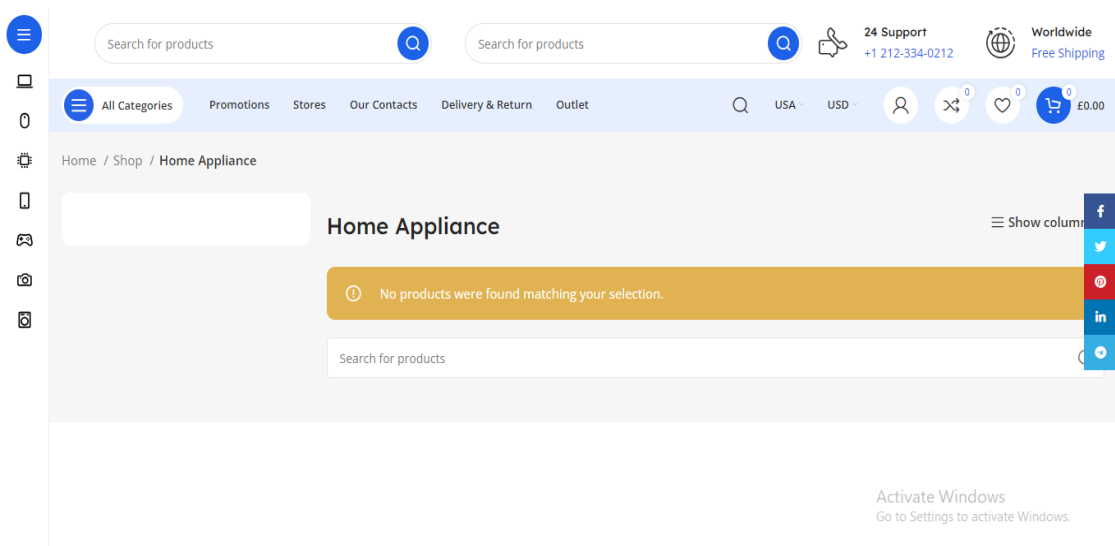 Search for products
Search for products
24 Support
+1 212-334-0212
Worldwide
Free Shipping
All Categories
Promotions
Stores
Our Contacts
Delivery & Return
Outlet
USA
USD
0
0
0
£0.00
Home / Shop / Home Appliance
Home Appliance
Show column
No products were found matching your selection.
Search for products
Activate Windows
Go to Settings to activate Windows.